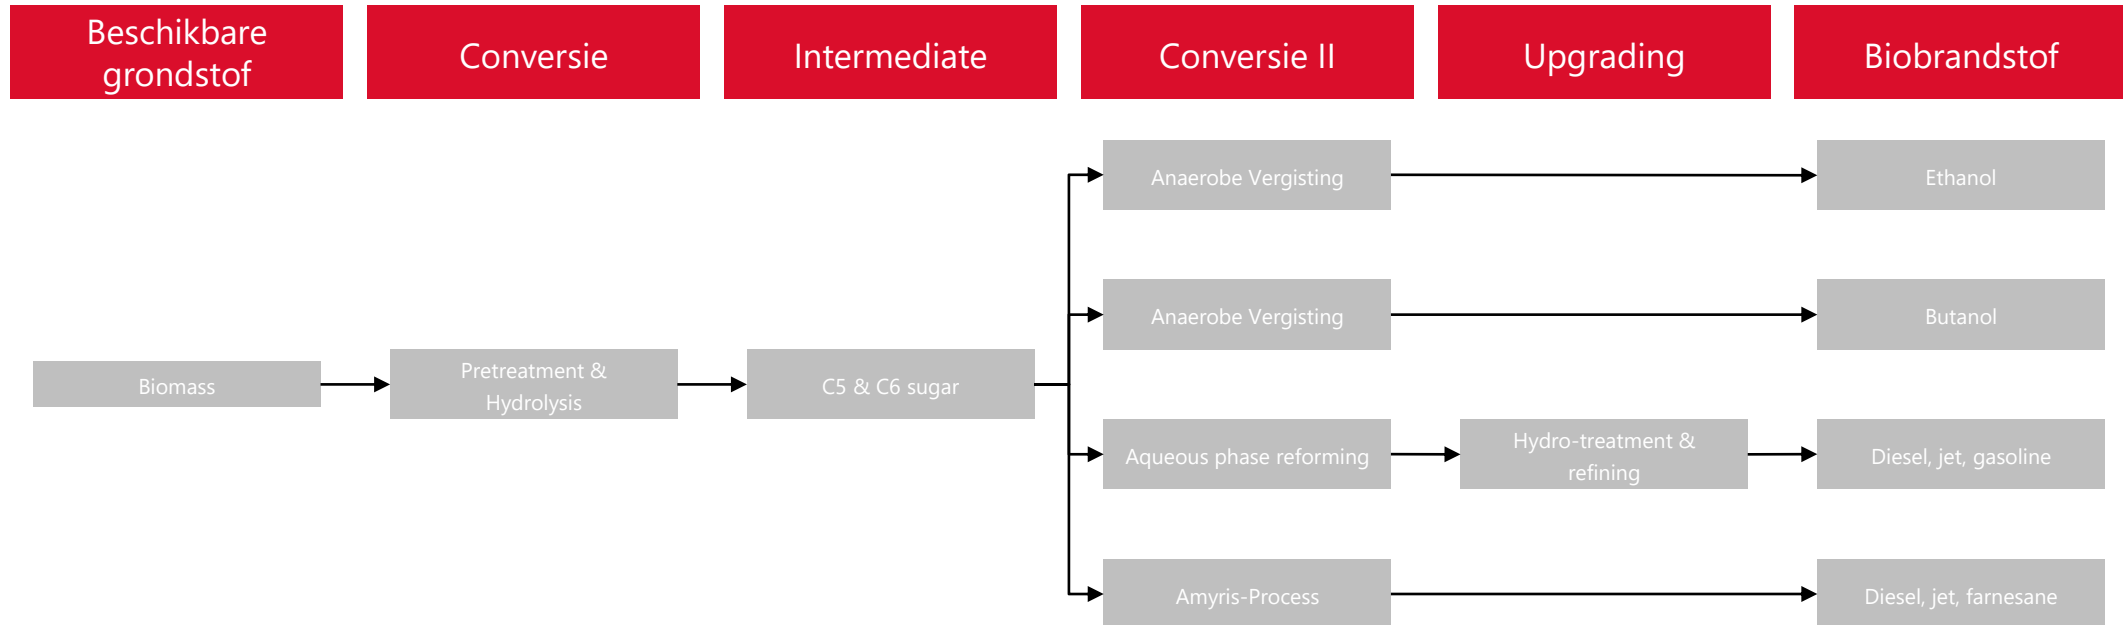 Beschikbare
grondstof
Conversie
Intermediate
Conversie II
Upgrading
Biobrandstof
Anaerobe Vergisting
Ethanol
Anaerobe Vergisting
Butanol
Biomass
Pretreatment &
Hydrolysis
C5 & C6 sugar
Aqueous phase reforming
Hydro-treatment &
refining
Diesel, jet, gasoline
Amyris-Process
Diesel, jet, farnesane